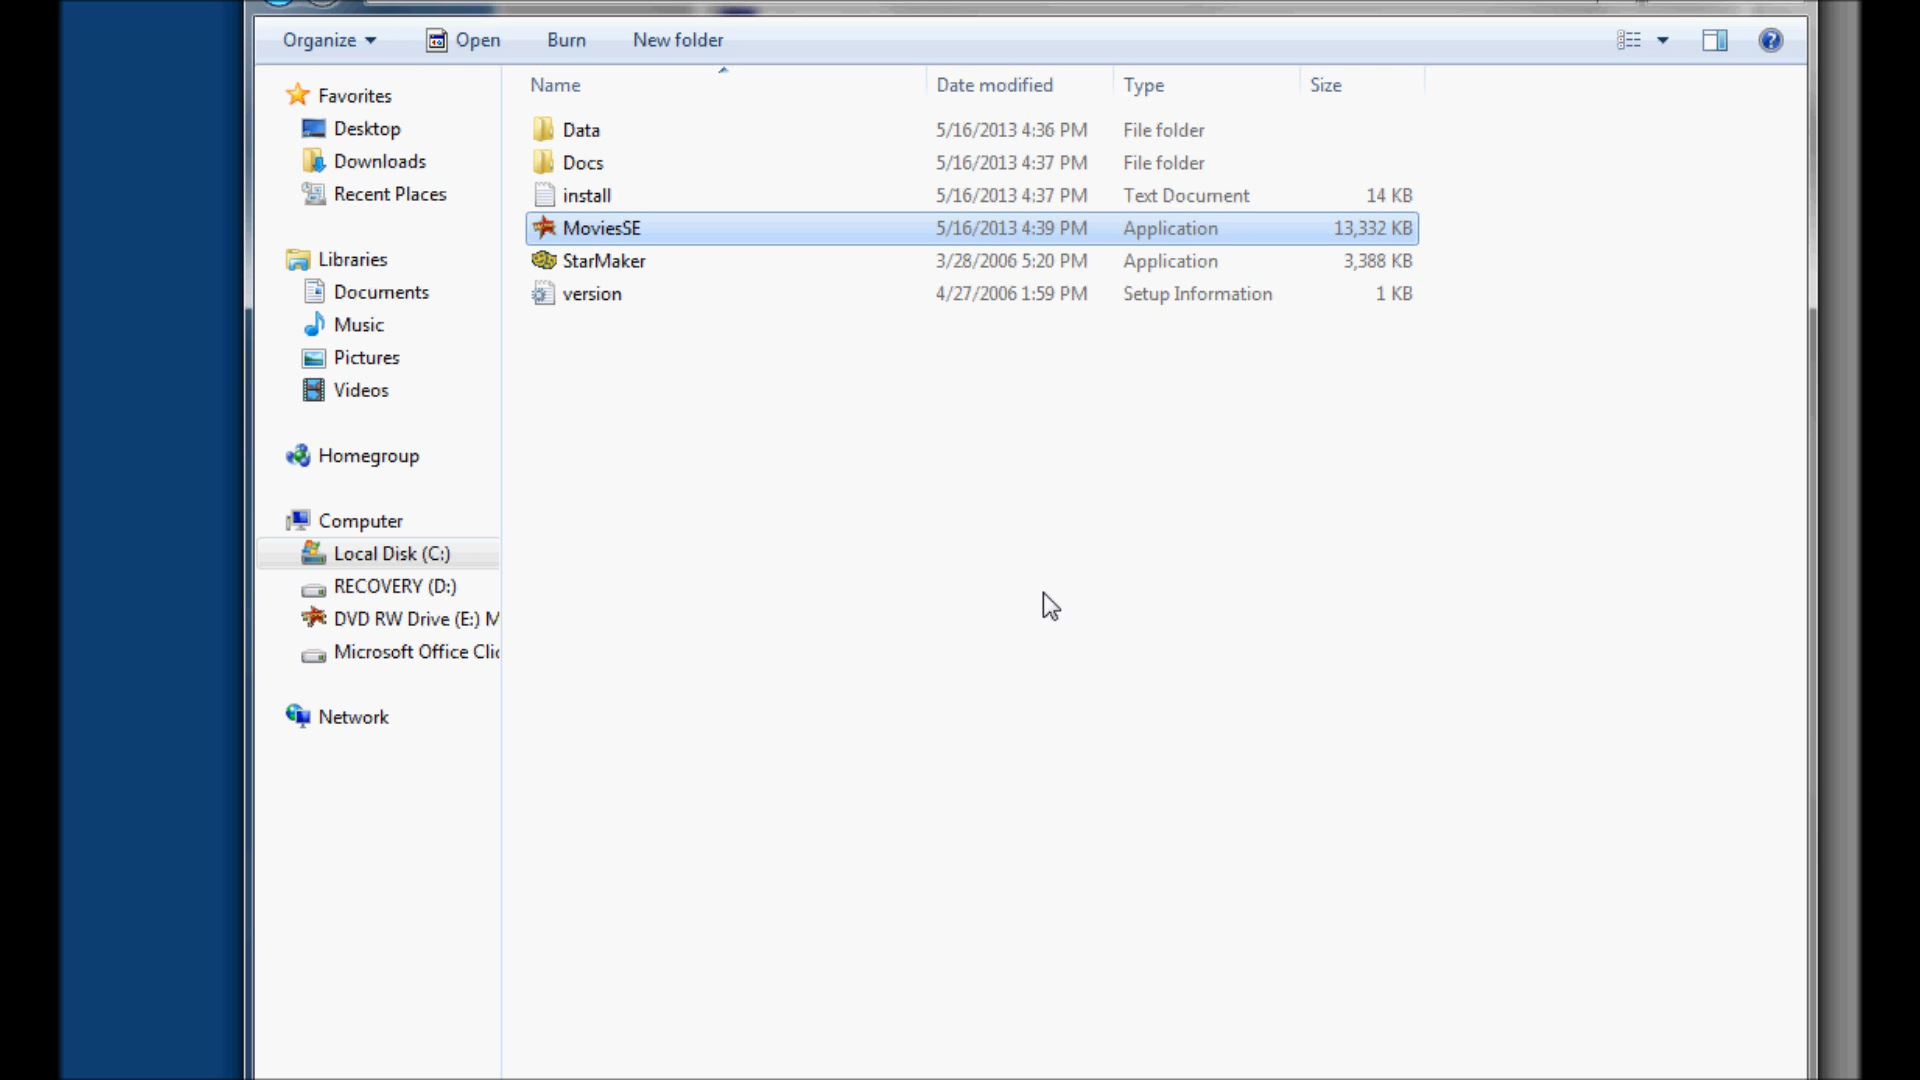 Organize Open Burn New folder
Name Date modified Type Size
Favorites
Desktop
Downloads
Recent Places
Libraries
Documents
Music
Pictures
Videos
Homegroup
Computer
Local Disk (C:)
RECOVERY (D:)
DVD RW Drive (E:) M
Microsoft Office Clic
Network
Data 5/16/2013 4:36 PM File folder
Docs 5/16/2013 4:37 PM File folder
install 5/16/2013 4:37 PM Text Document 14 KB
MoviesSE 5/16/2013 4:39 PM Application 13,332 KB
StarMaker 3/28/2006 5:20 PM Application 3,388 KB
version 4/27/2006 1:59 PM Setup Information 1 KB